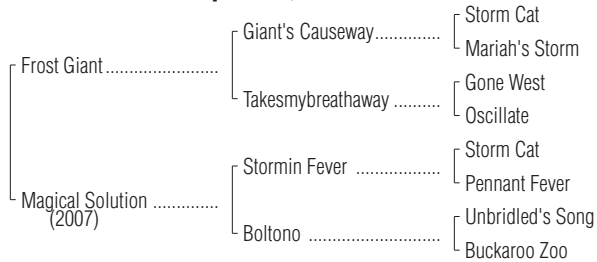 Storm Cat
Giant's Causeway..............
Mariah's Storm
Frost Giant........................
Gone West
Takesmybreathaway ..........
Oscillate
Storm Cat
Stormin Fever ..................
Pennant Fever
Magical Solution ..............
(2007)
Unbridled's Song
Boltono ............................
Buckaroo Zoo